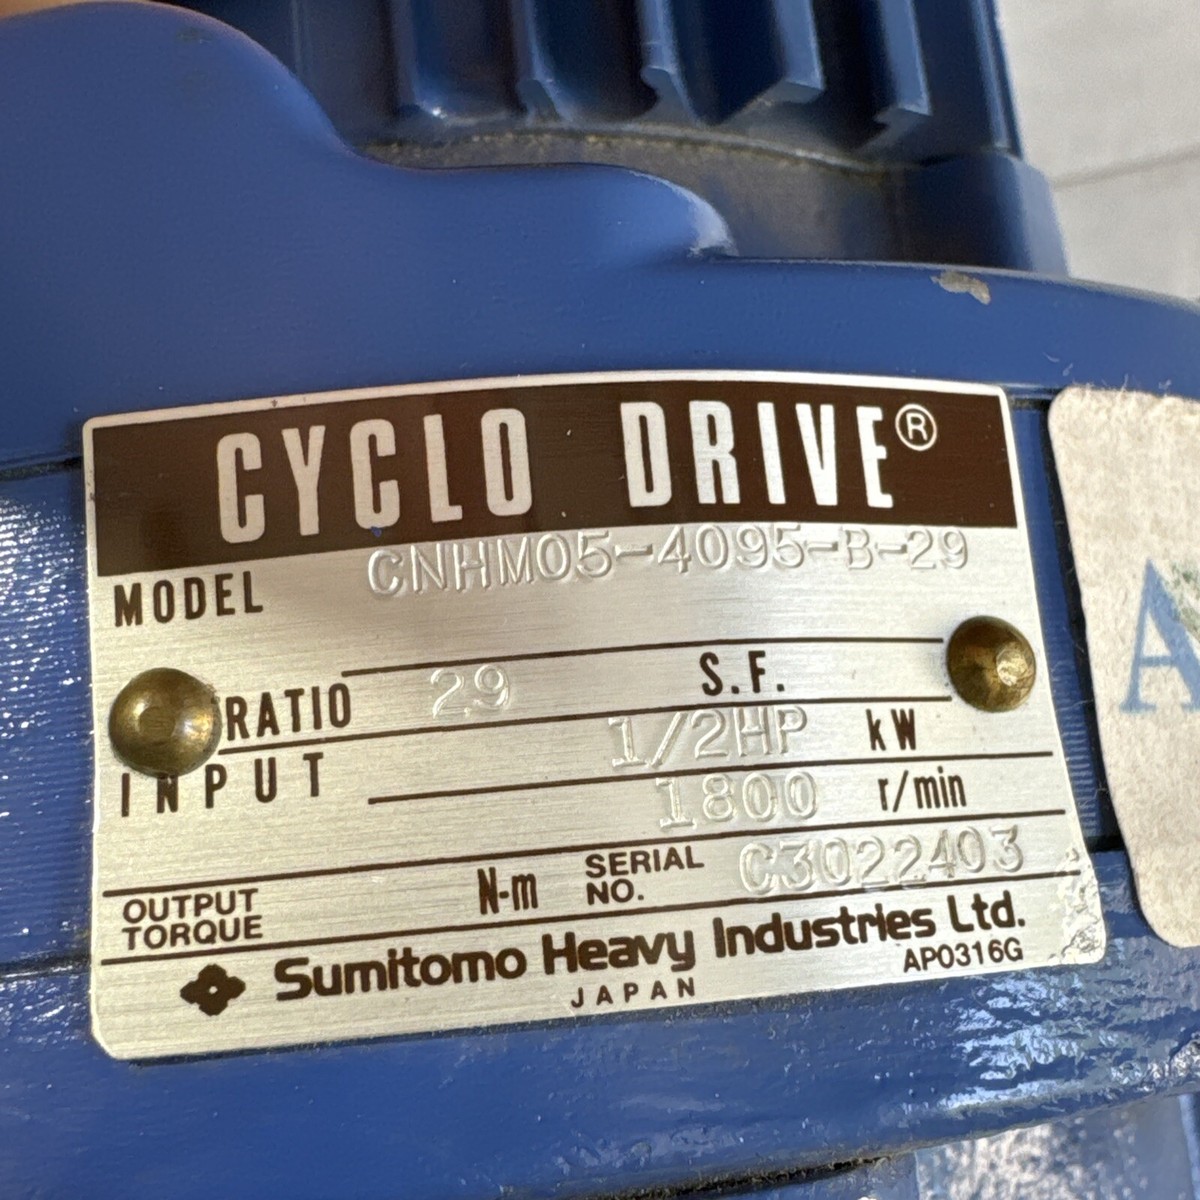 CYCLO DRIVE®
MODEL CNHM05-4095-B-29
RATIO 29 S.F.
INPUT 1/2HP kW
1800 r/min
OUTPUT TORQUE N-m SERIAL NO. C3022403
Sumitomo Heavy Industries Ltd.
JAPAN AP0316G
A